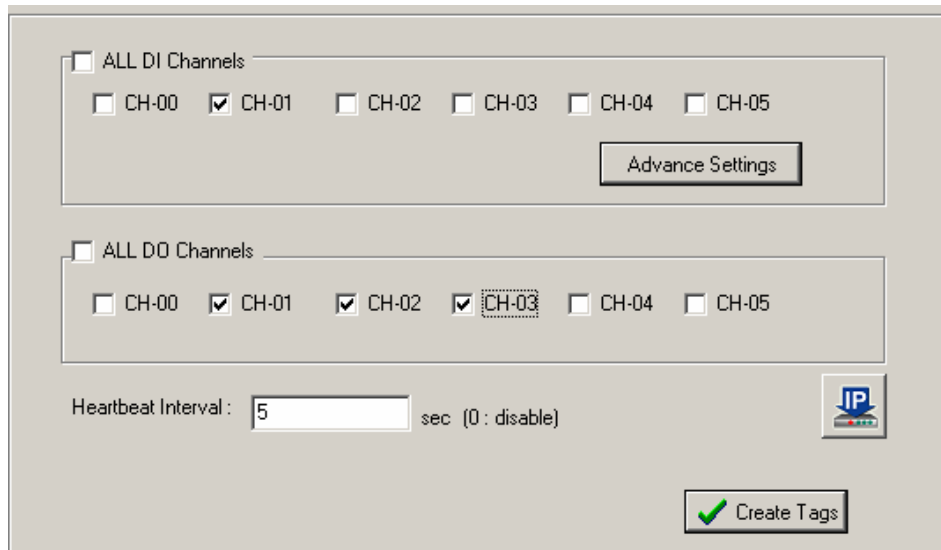 ALL DI Channels
CH-00 CH-01 CH-02 CH-03 CH-04 CH-05
Advance Settings
ALL DO Channels
CH-00 CH-01 CH-02 CH-03 CH-04 CH-05
Heartbeat Interval : 5 sec (0 : disable)
IP
Create Tags